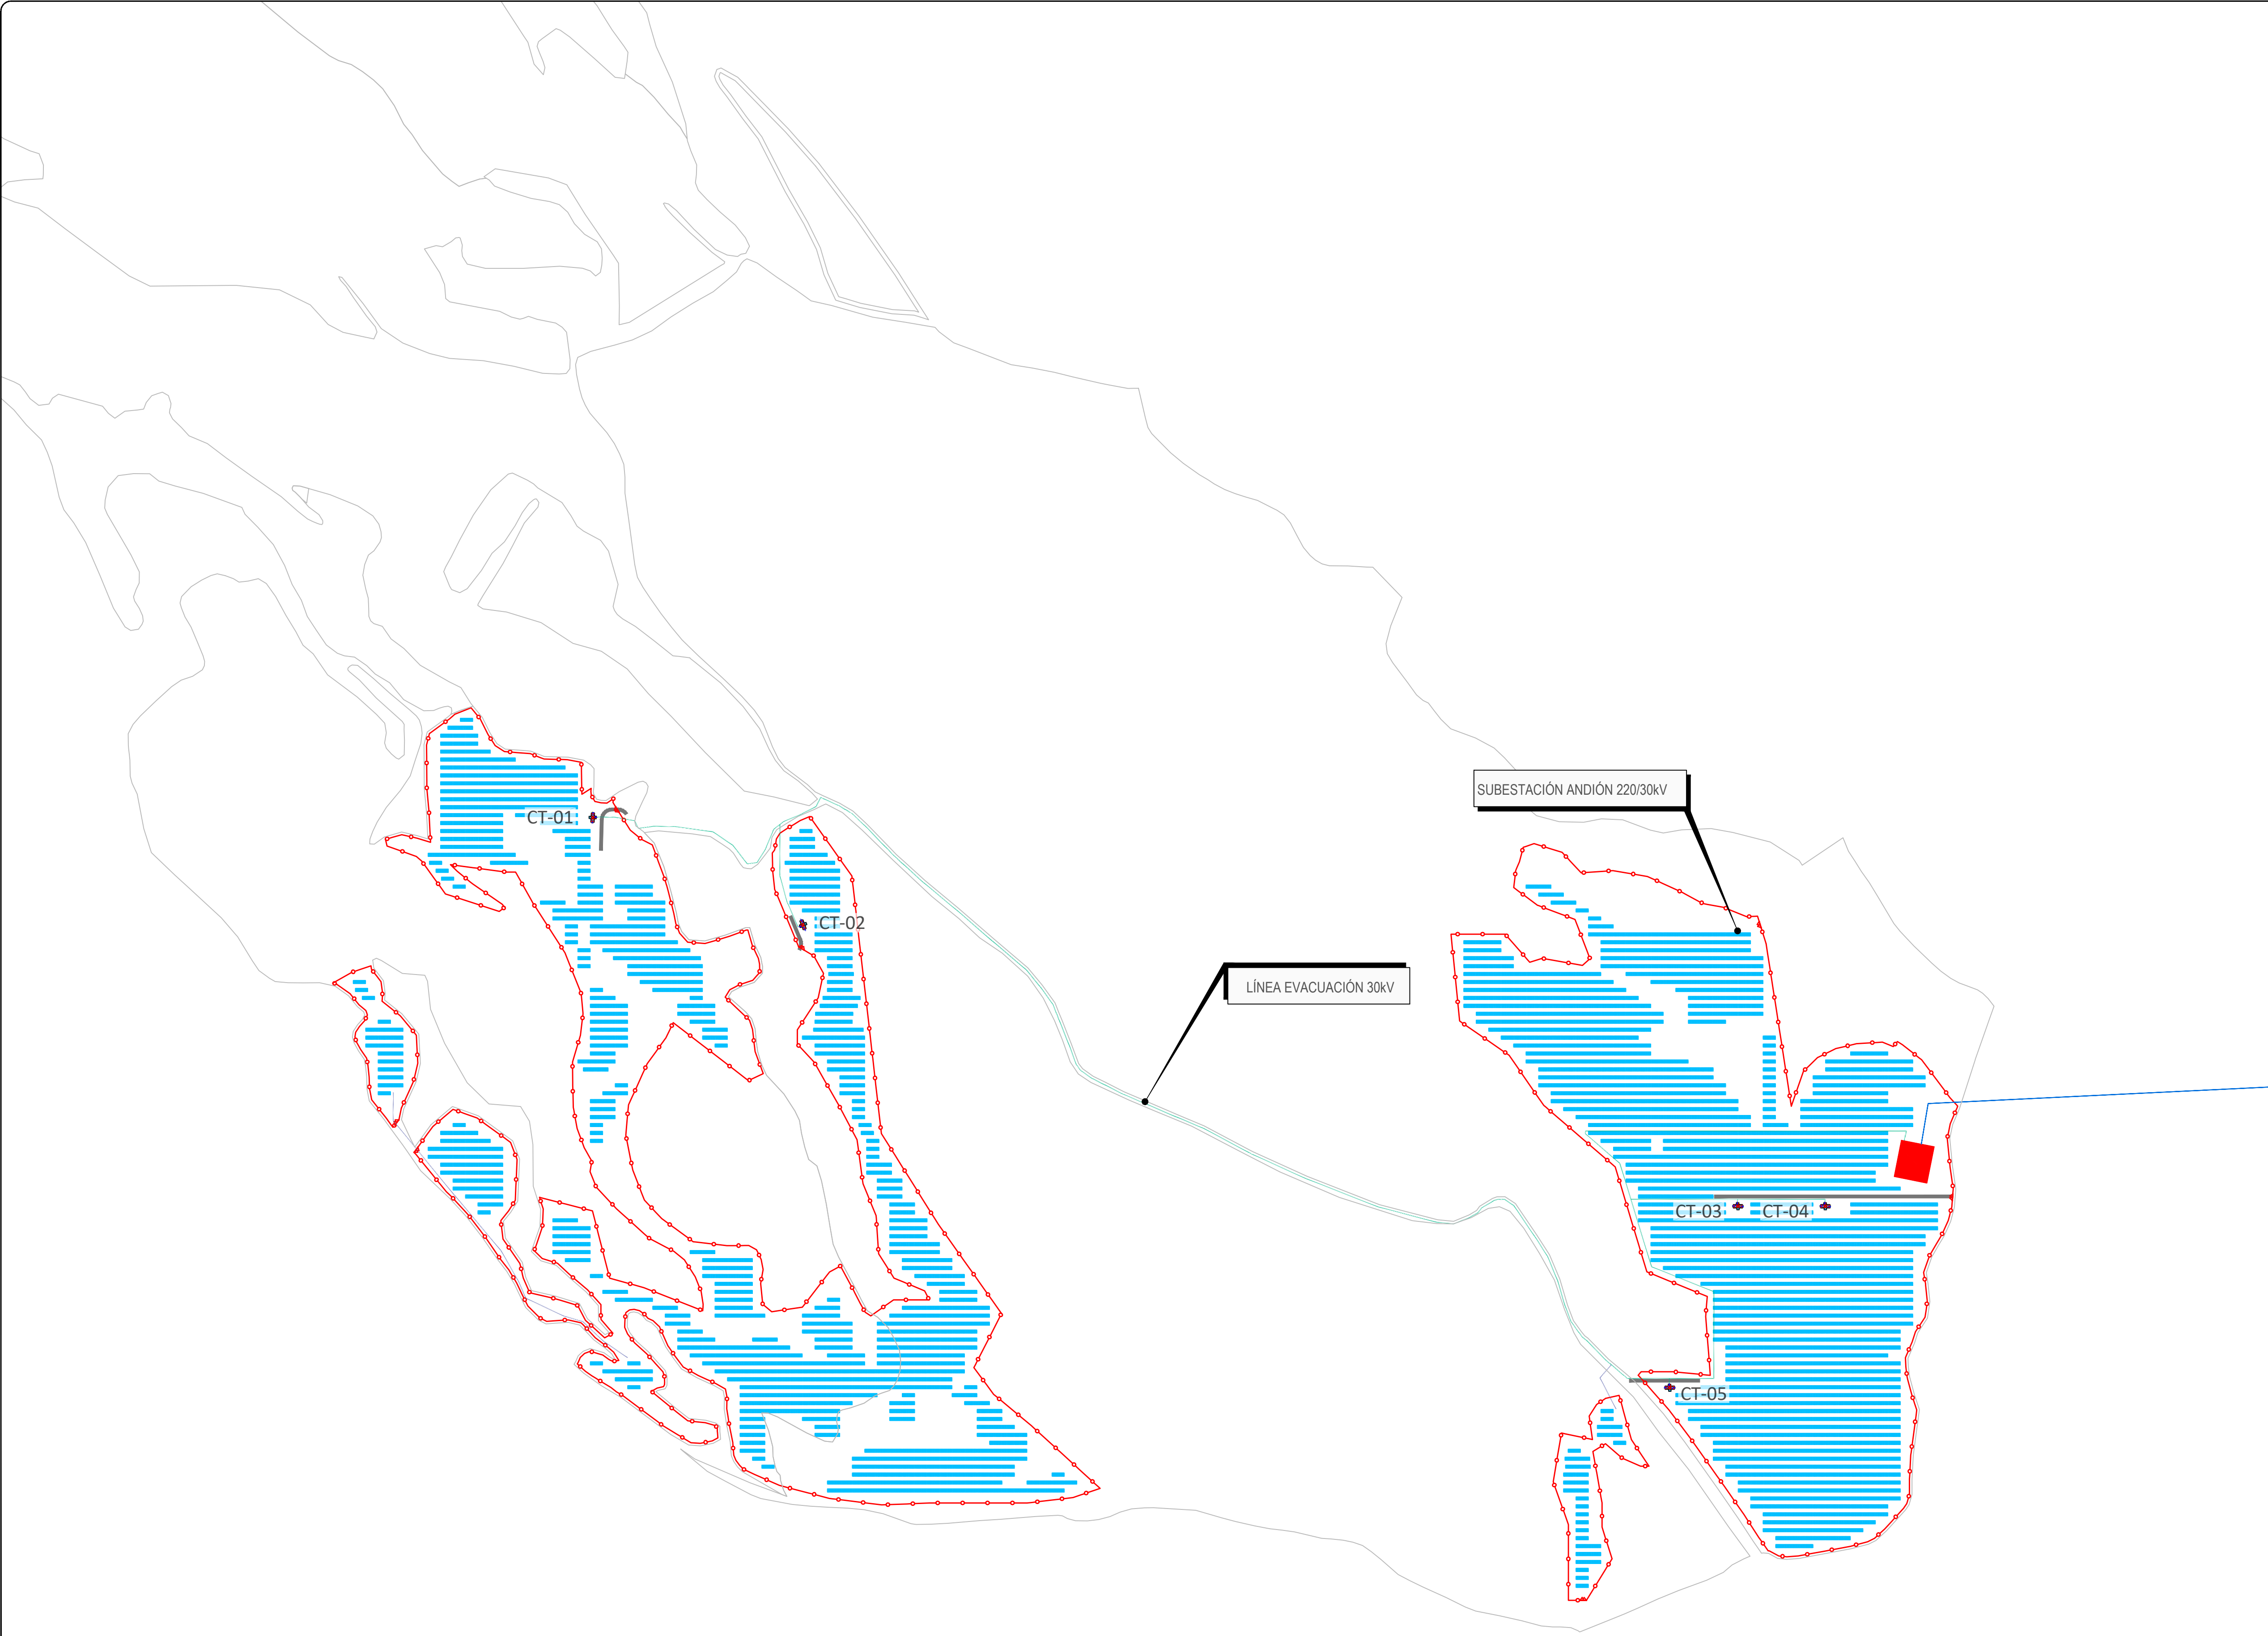 SUBESTACIÓN ANDIÓN 220/30kV
CT-01
CT-02
LÍNEA EVACUACIÓN 30kV
CT-03
CT-04
CT-05